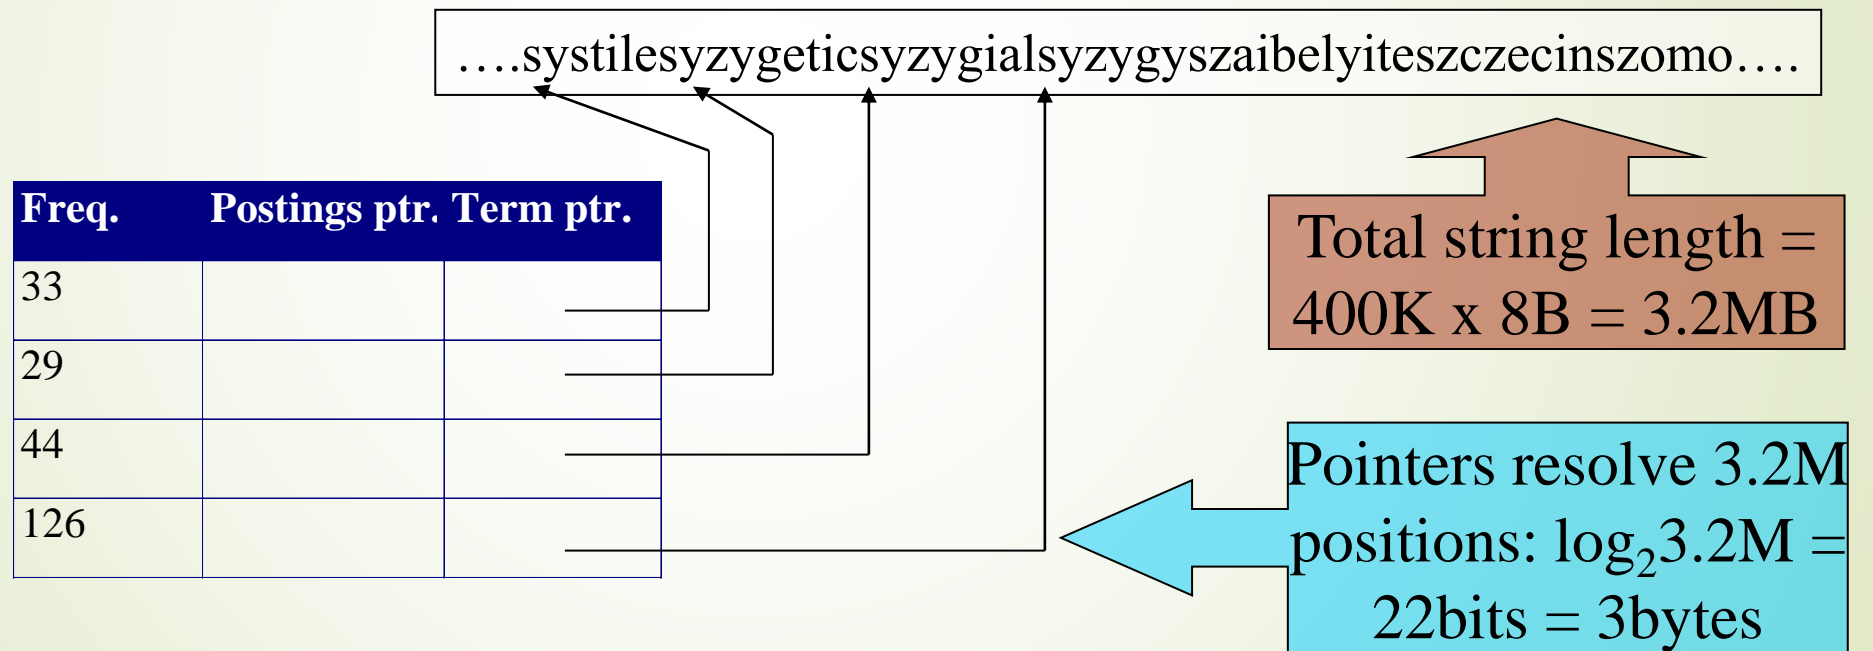 ….systilesyzygeticsyzygialsyzygyszaibelyiteszczecinszomo….
Freq. Postings ptr. Term ptr.
33
29
44
126
Total string length =
400K x 8B = 3.2MB
Pointers resolve 3.2M
positions: log₂3.2M =
22bits = 3bytes